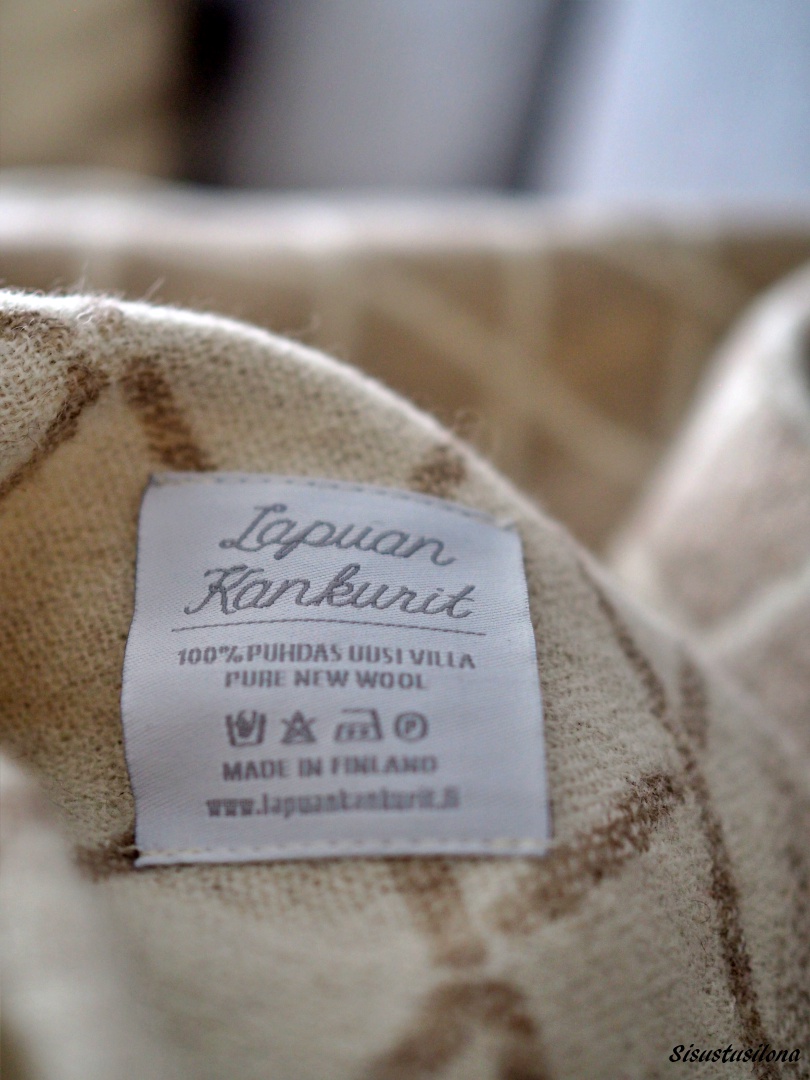 Lapuan
Kankurit
100% PUHDAS UUSI VILLA
PURE NEW WOOL
P
MADE IN FINLAND
www.lapuankankurit.fi
Sisustusilona